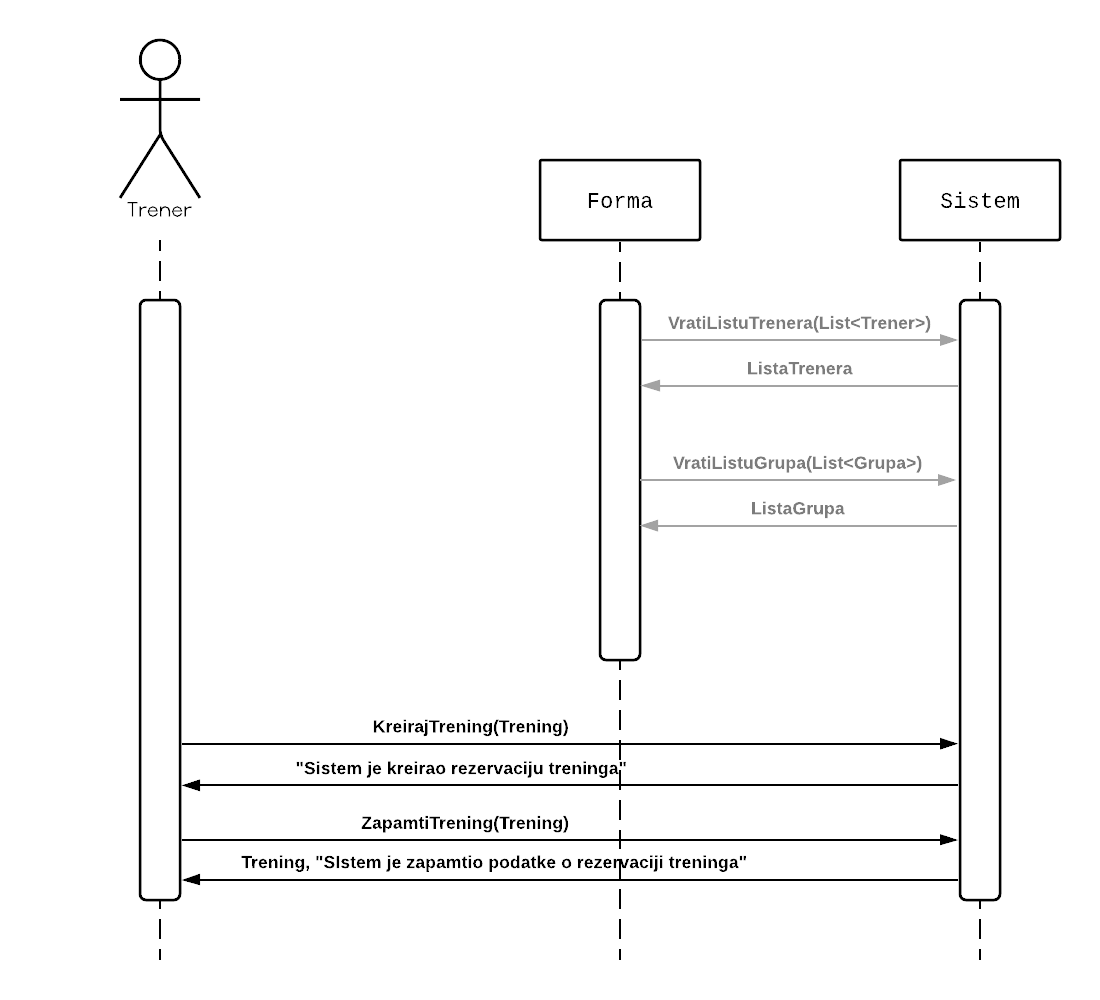 Trener
Forma
Sistem
VratiListuTrenera(List<Trener>)
ListaTrenera
VratiListuGrupa(List<Grupa>)
ListaGrupa
KreirajTrening(Trening)
"Sistem je kreirao rezervaciju treninga"
ZapamtiTrening(Trening)
Trening, "SIstem je zapamtio podatke o rezervaciji treninga"